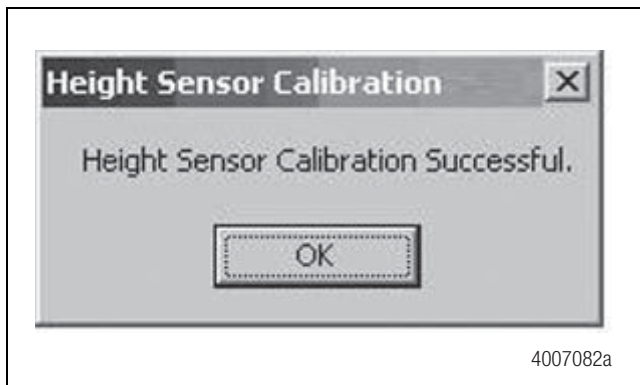 Height Sensor Calibration
Height Sensor Calibration Successful.
OK
4007082a